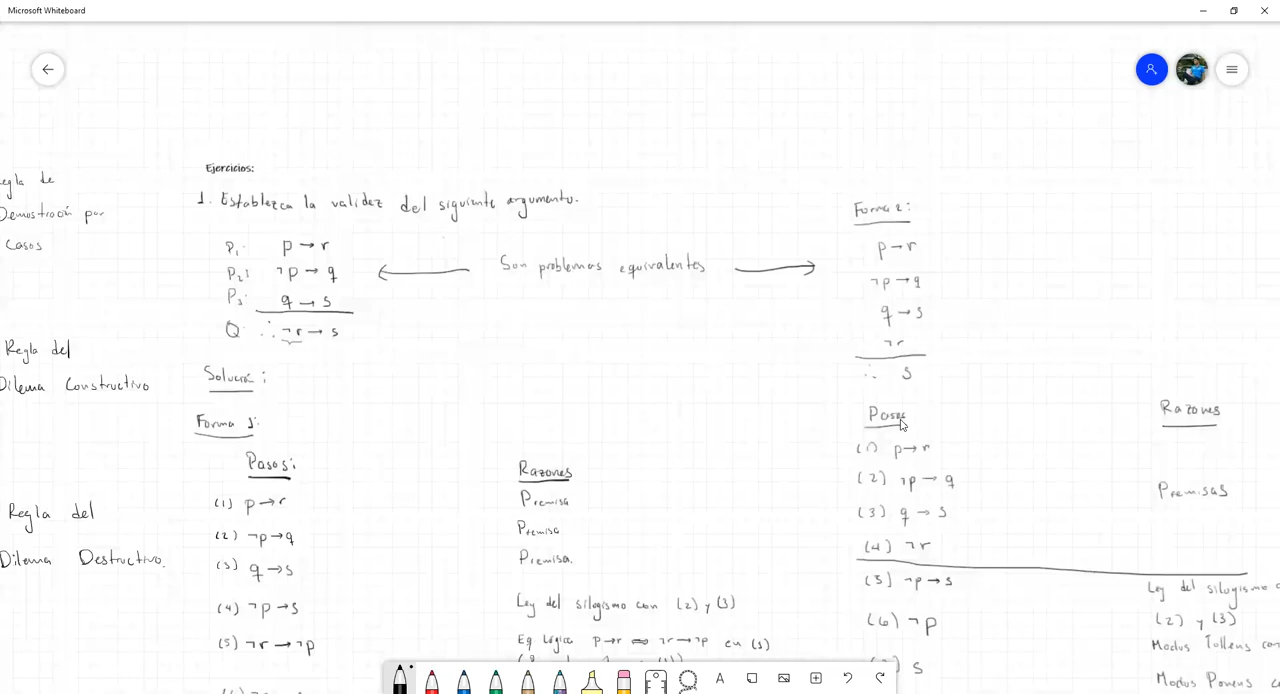 Microsoft Whiteboard
Ejercicios:
1. Establezca la validez del siguiente argumento.
P₁: p → r
P₂: ¬p → q
P₃: q → s
Q: ∴ ¬r → s
Son problemas equivalentes
Solución:
Forma 1:
Pasos:
Razones
(1) p → r
Premisa
(2) ¬p → q
Premisa
(3) q → s
Premisa.
(4) ¬p → s
Ley del silogismo con (2) y (3)
(5) ¬r → ¬p
Eq Lógica p → r ⟺ ¬r → ¬p en (1)
Forma 2:
p → r
¬p → q
q → s
¬r
∴ s
Pasos
Razones
(1) p → r
(2) ¬p → q
Premisas
(3) q → s
(4) ¬r
(5) ¬p → s
Ley del silogismo
(2) y (3)
(6) ¬p
Modus Tollens con
s
Modus Ponens
Regla de
Demostración por
Casos
Regla del
Dilema Constructivo
Regla del
Dilema Destructivo.